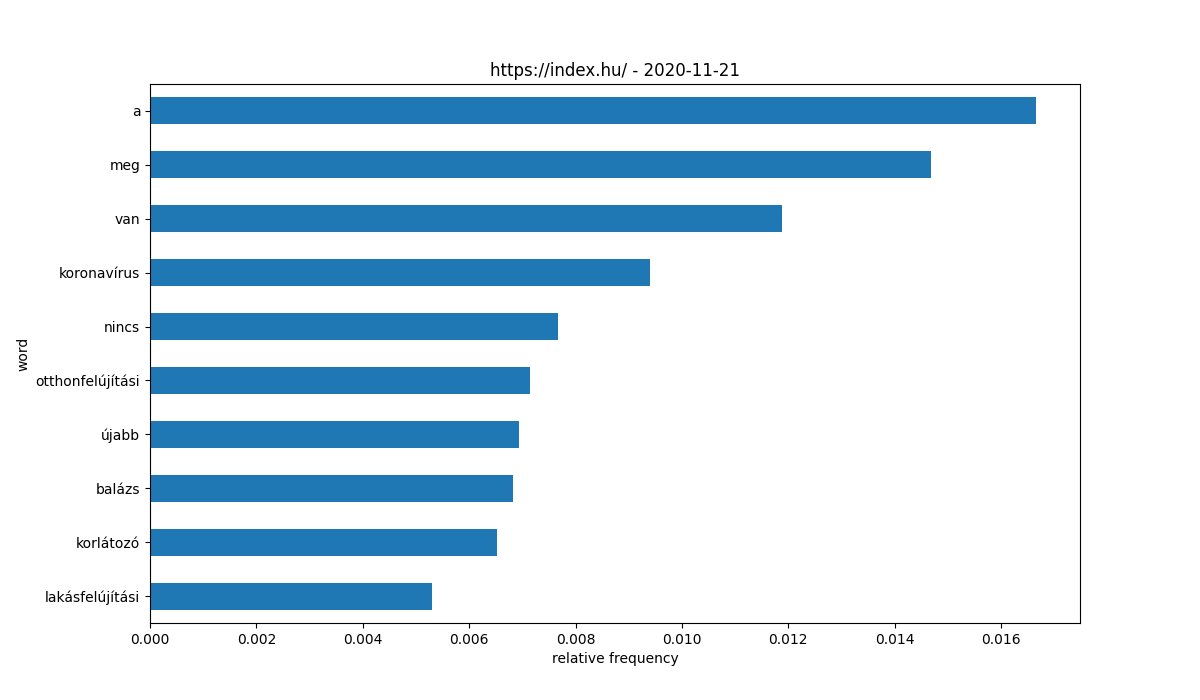 https://index.hu/ - 2020-11-21
a
meg
van
koronavírus
nincs
otthonfelújítási
újabb
balázs
korlátozó
lakásfelújítási
word
0.000 0.002 0.004 0.006 0.008 0.010 0.012 0.014 0.016
relative frequency